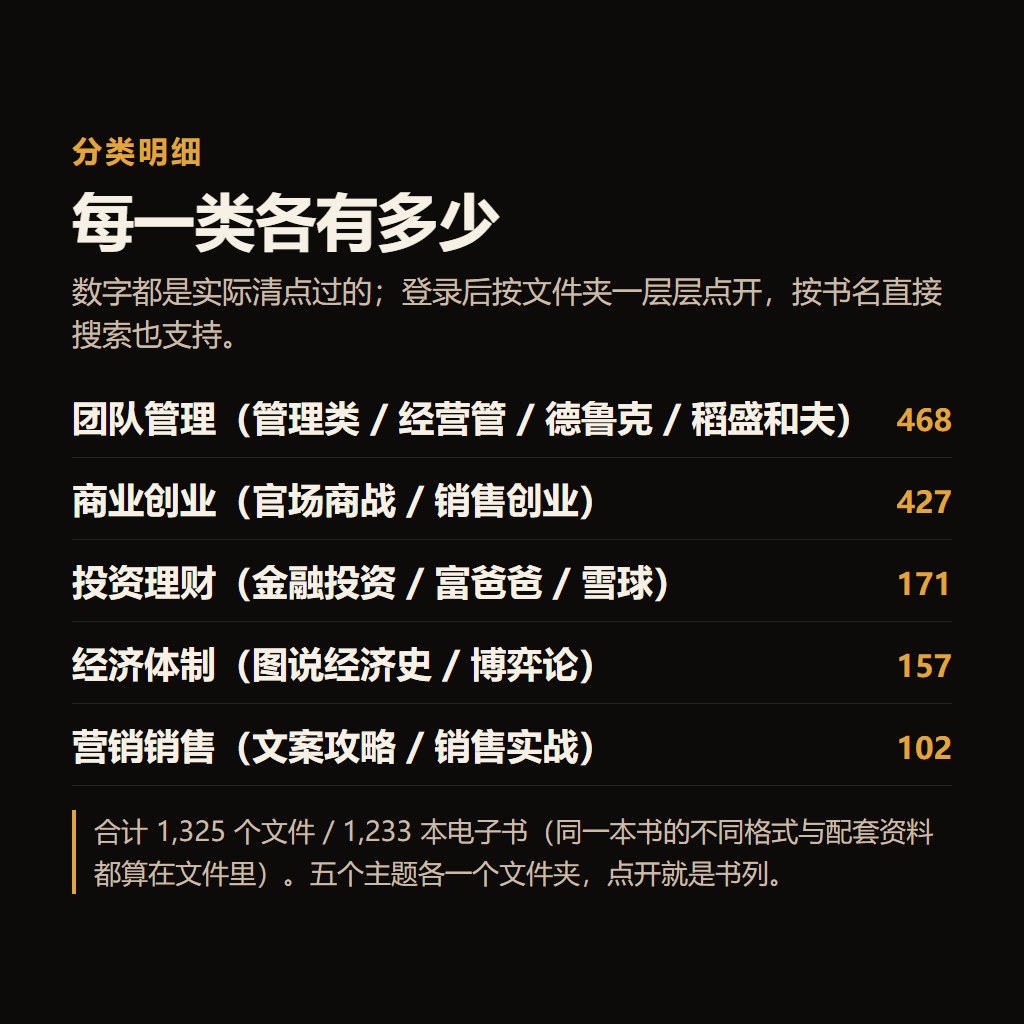 分类明细
每一类各有多少
数字都是实际清点过的；登录后按文件夹一层层点开，按书名直接
搜索也支持。
团队管理（管理类 / 经营管 / 德鲁克 / 稻盛和夫） 468
商业创业（官场商战 / 销售创业） 427
投资理财（金融投资 / 富爸爸 / 雪球） 171
经济体制（图说经济史 / 博弈论） 157
营销销售（文案攻略 / 销售实战） 102
合计 1,325 个文件 / 1,233 本电子书（同一本书的不同格式与配套资料
都算在文件里）。五个主题各一个文件夹，点开就是书列。